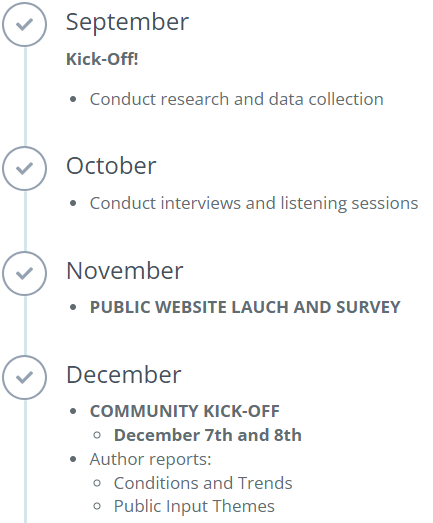 September
Kick-Off!
Conduct research and data collection
October
Conduct interviews and listening sessions
November
PUBLIC WEBSITE LAUCH AND SURVEY
December
COMMUNITY KICK-OFF
December 7th and 8th
Author reports:
Conditions and Trends
Public Input Themes